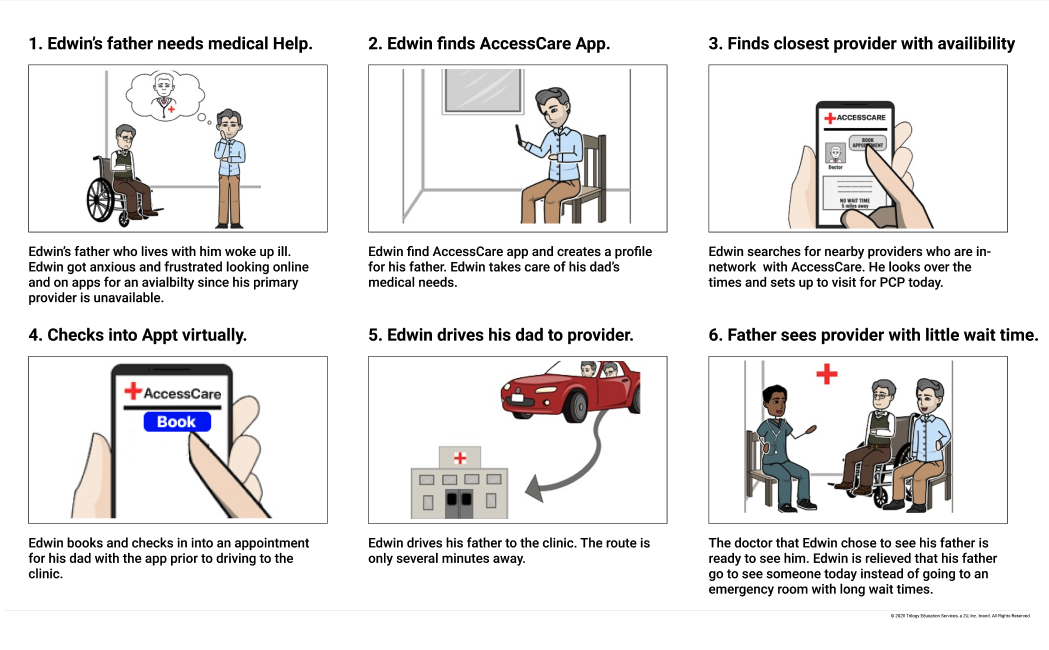 1. Edwin's father needs medical Help.
Edwin's father who lives with him woke up ill.
Edwin got anxious and frustrated looking online
and on apps for an avialbilty since his primary
provider is unavailable.
2. Edwin finds AccessCare App.
Edwin find AccessCare app and creates a profile
for his father. Edwin takes care of his dad's
medical needs.
3. Finds closest provider with availibility
ACCESSCARE
BOOK
APPOINTMENT
Doctor
NO WAIT TIME
5 miles away
Edwin searches for nearby providers who are in-
network with AccessCare. He looks over the
times and sets up to visit for PCP today.
4. Checks into Appt virtually.
AccessCare
Book
Edwin books and checks in into an appointment
for his dad with the app prior to driving to the
clinic.
5. Edwin drives his dad to provider.
Edwin drives his father to the clinic. The route is
only several minutes away.
6. Father sees provider with little wait time.
The doctor that Edwin chose to see his father is
ready to see him. Edwin is relieved that his father
go to see someone today instead of going to an
emergency room with long wait times.
© 2020 Trilogy Education Services, a 2U, Inc. brand. All Rights Reserved